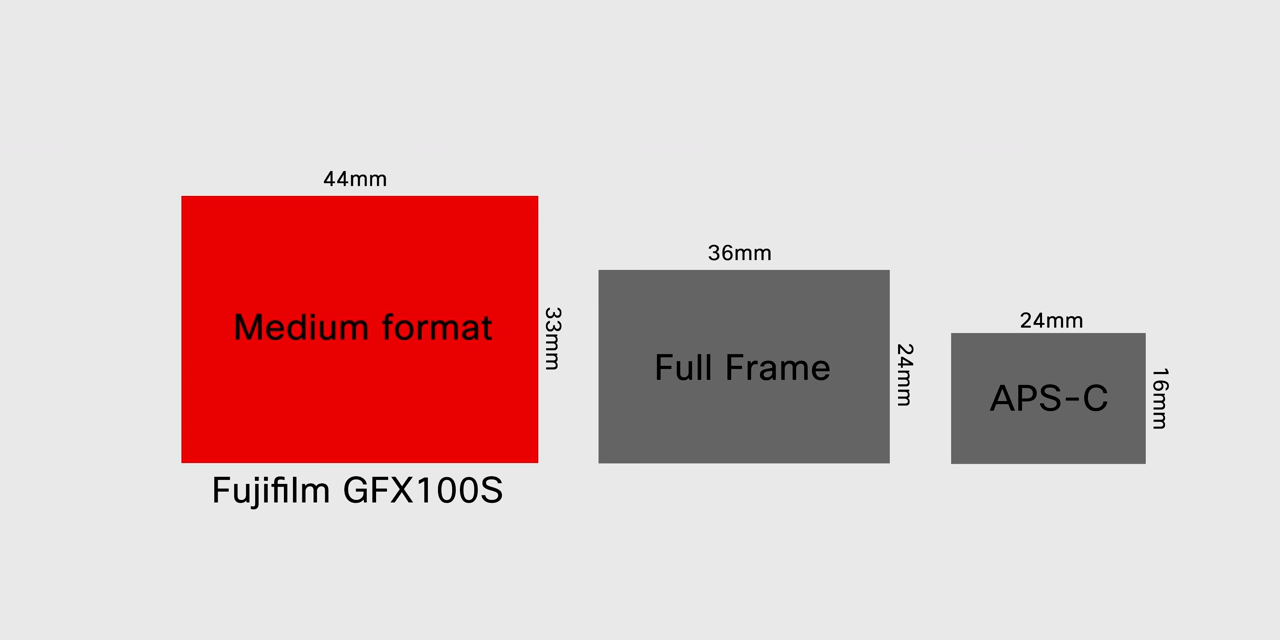 44mm
Medium format
33mm
Fujifilm GFX100S
36mm
Full Frame
24mm
24mm
APS-C
16mm